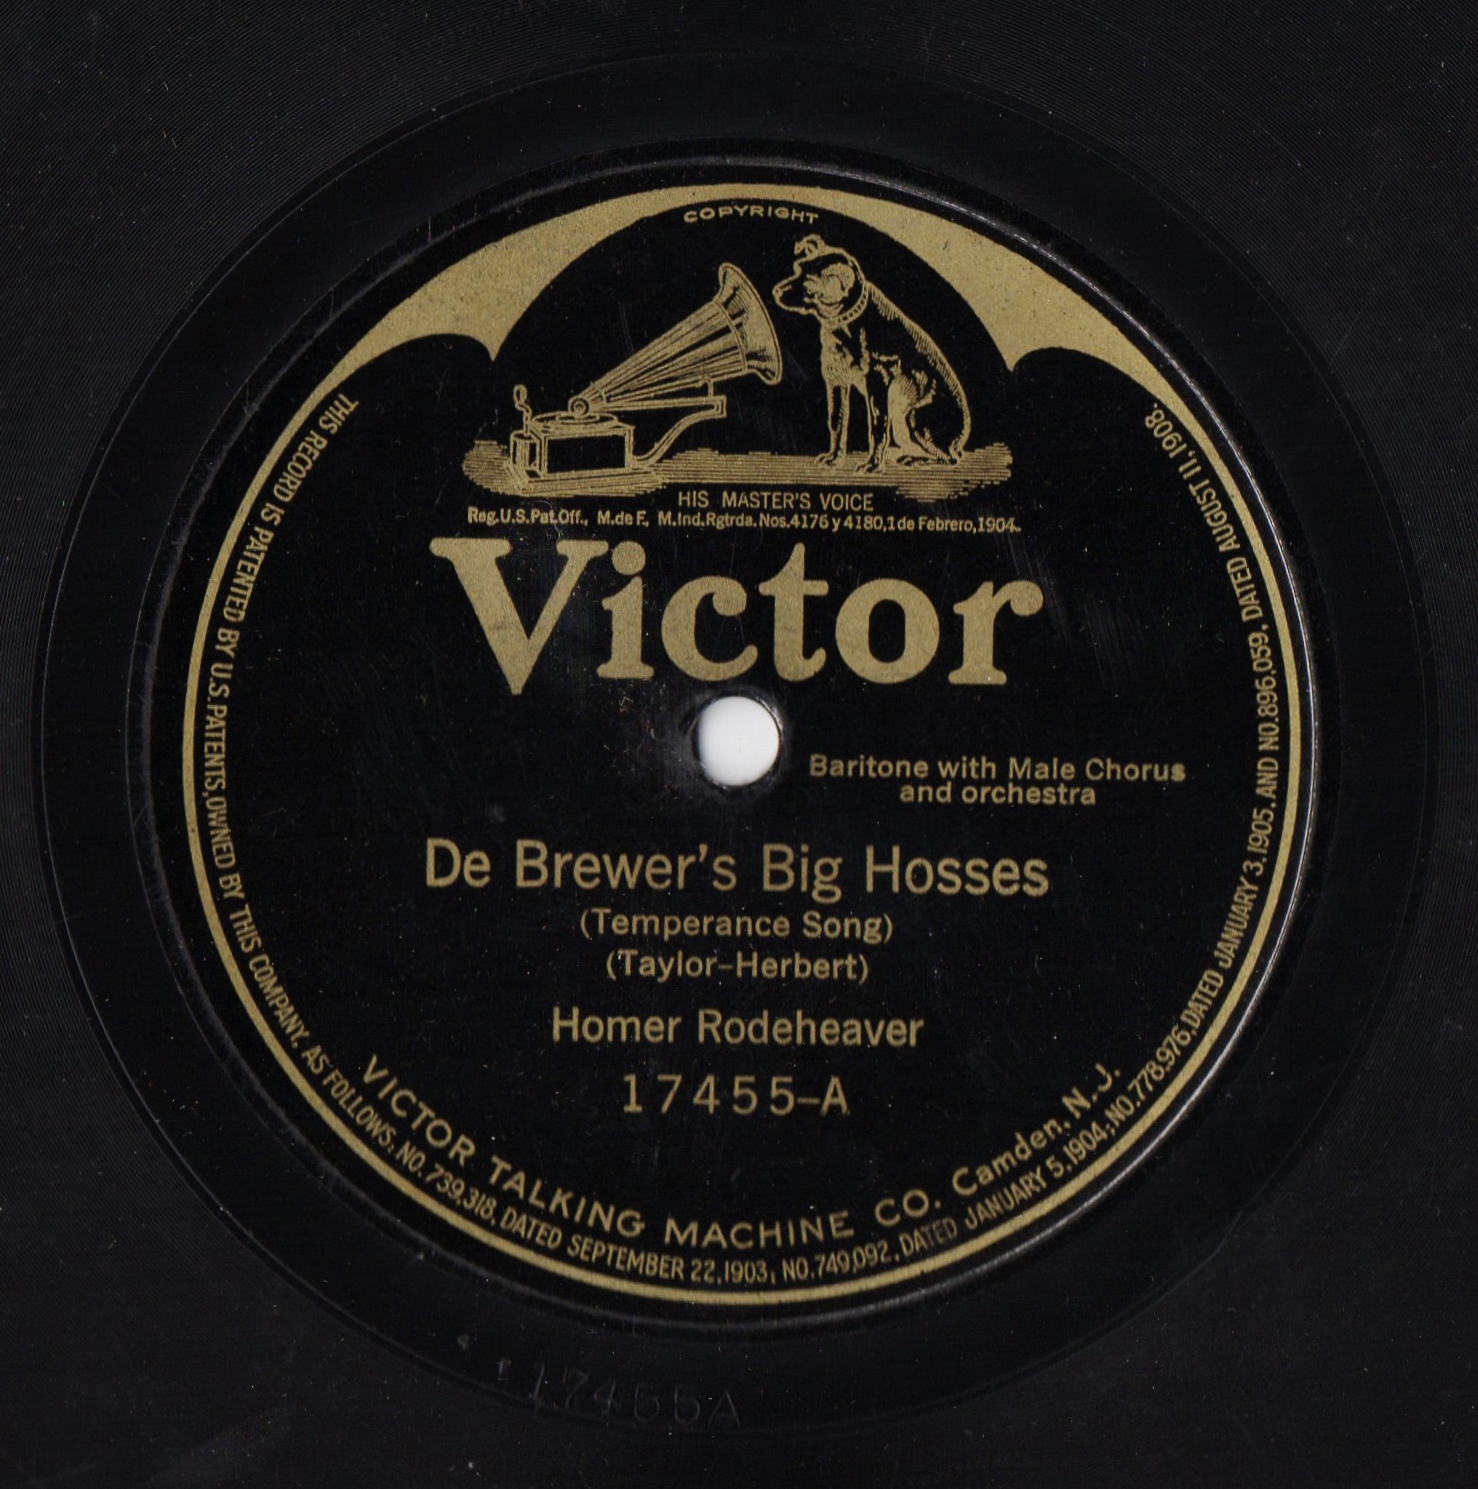 COPYRIGHT
HIS MASTER'S VOICE
Reg.U.S.Pat.Off., M.de F., M.Ind.Rgtrda.Nos.4176 y 4180,1 de Febrero,1904.
Victor
Baritone with Male Chorus
and orchestra
De Brewer's Big Hosses
(Temperance Song)
(Taylor–Herbert)
Homer Rodeheaver
17455–A
VICTOR TALKING MACHINE CO. Camden, N.J.
THIS RECORD IS PATENTED BY U.S. PATENTS, OWNED BY THIS COMPANY, AS FOLLOWS: NO. 739,318, DATED SEPTEMBER 22, 1903; NO. 749,092, DATED JANUARY 5, 1904; NO. 778,976, DATED JANUARY 3, 1905, AND NO. 896,059, DATED AUGUST 11, 1908.
17455A